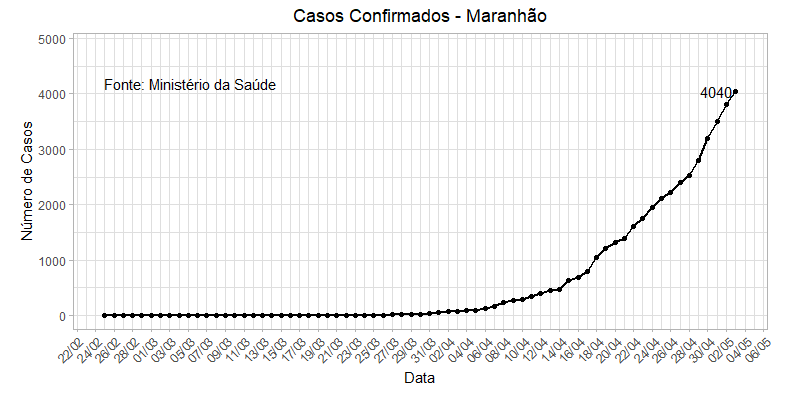 Casos Confirmados - Maranhão
5000
4000
3000
2000
1000
0
Número de Casos
Fonte: Ministério da Saúde
4040
22/02 24/02 26/02 28/02 01/03 03/03 05/03 07/03 09/03 11/03 13/03 15/03 17/03 19/03 21/03 23/03 25/03 27/03 29/03 31/03 02/04 04/04 06/04 08/04 10/04 12/04 14/04 16/04 18/04 20/04 22/04 24/04 26/04 28/04 30/04 02/05 04/05 06/05
Data